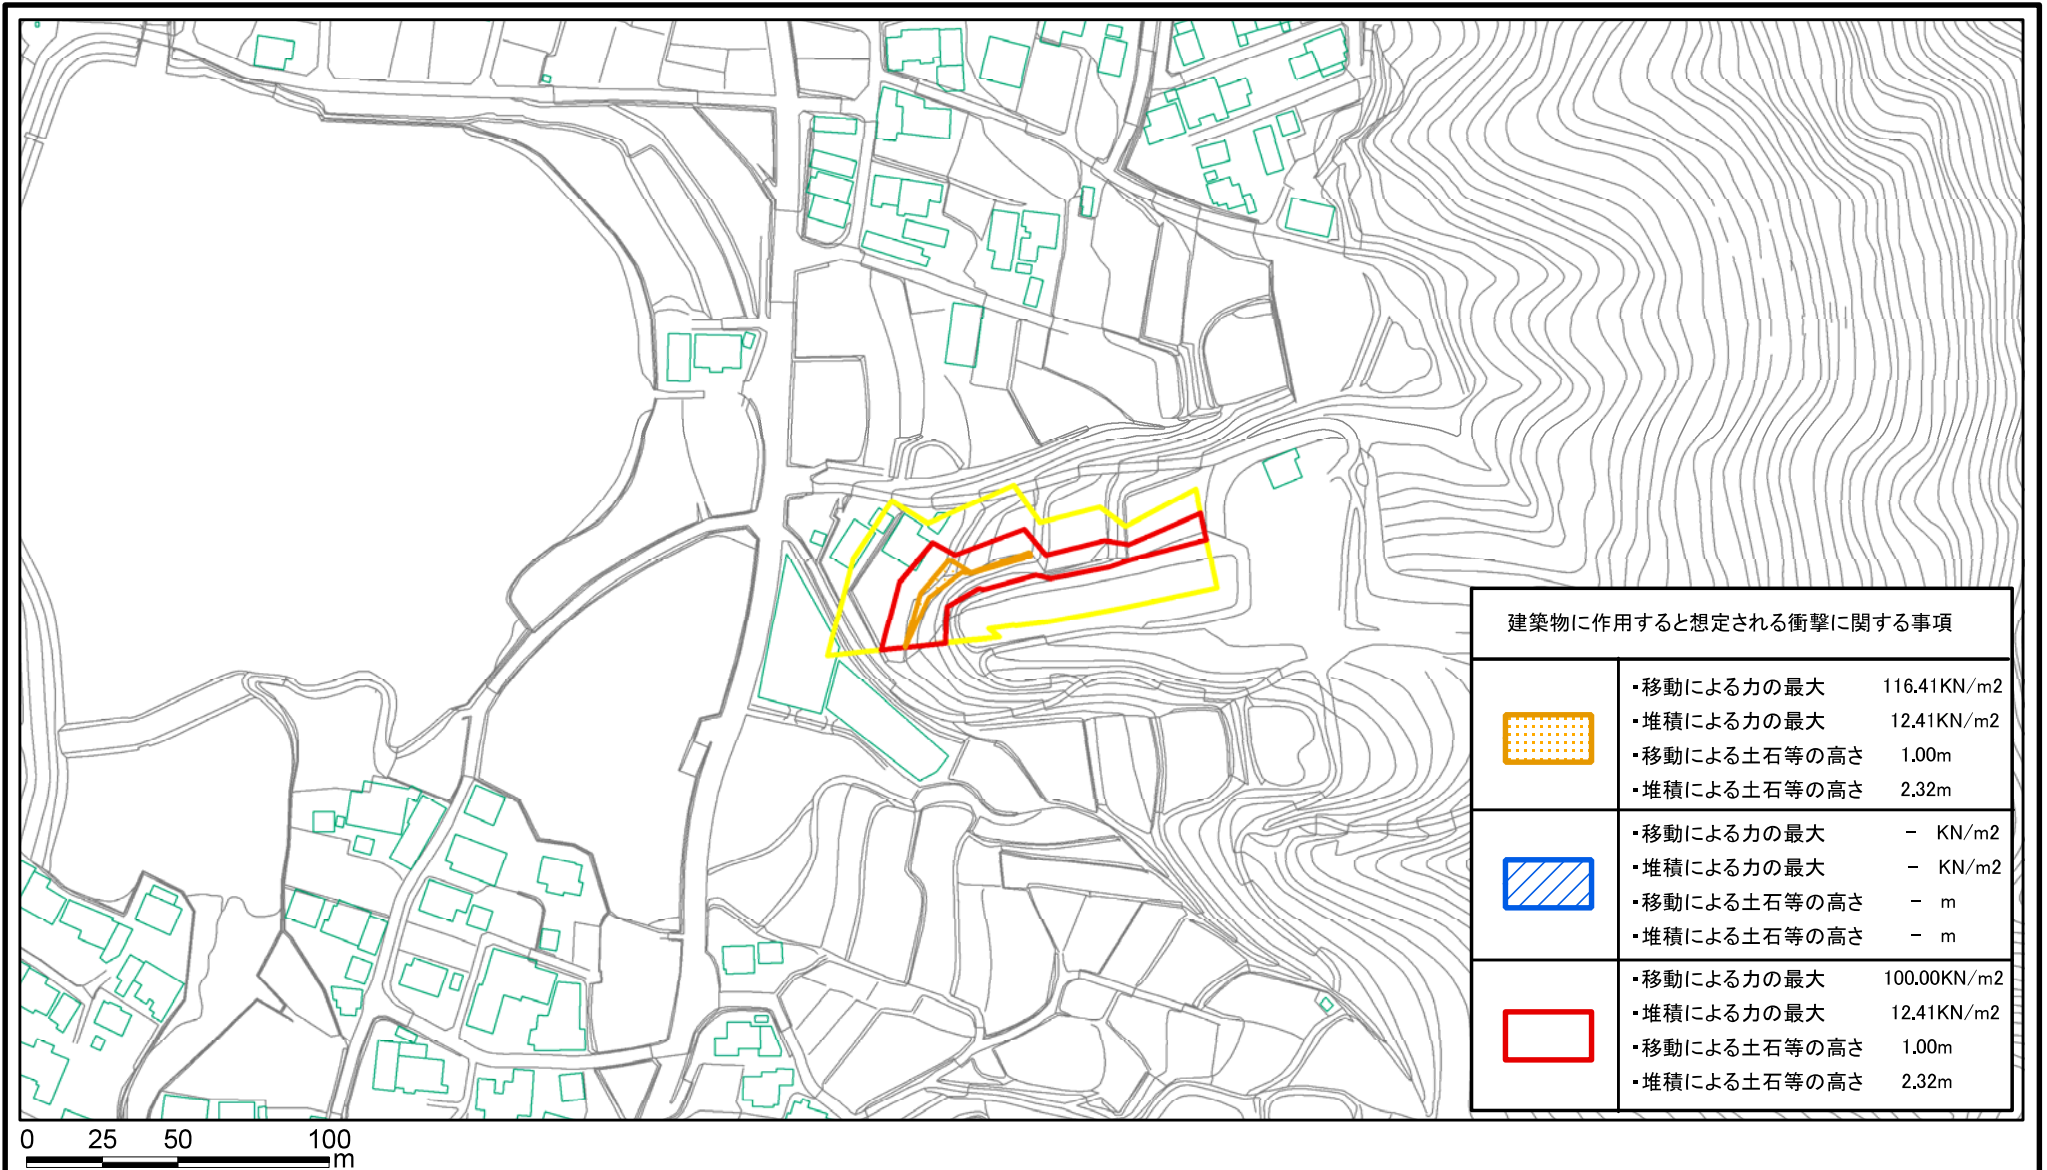 建築物に作用すると想定される衝撃に関する事項
・移動による力の最大 116.41KN/m2
・堆積による力の最大 12.41KN/m2
・移動による土石等の高さ 1.00m
・堆積による土石等の高さ 2.32m
・移動による力の最大 - KN/m2
・堆積による力の最大 - KN/m2
・移動による土石等の高さ - m
・堆積による土石等の高さ - m
・移動による力の最大 100.00KN/m2
・堆積による力の最大 12.41KN/m2
・移動による土石等の高さ 1.00m
・堆積による土石等の高さ 2.32m
0 25 50 100
m